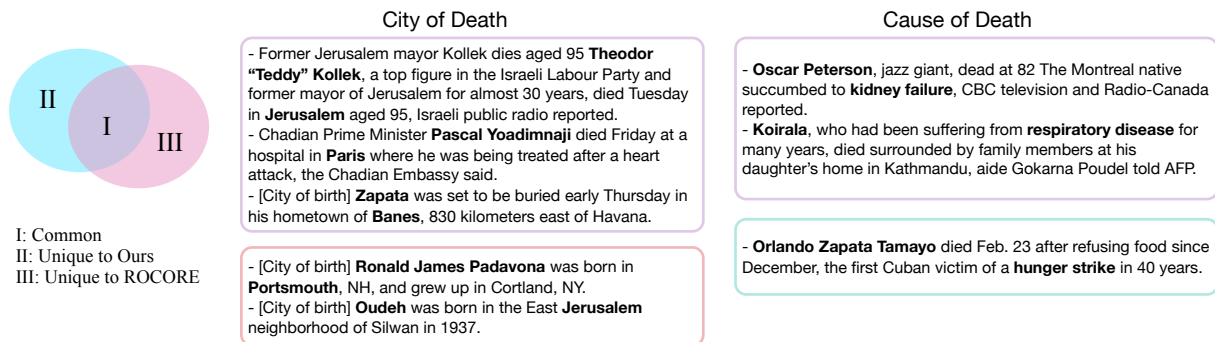 II
I
III
I: Common
II: Unique to Ours
III: Unique to ROCORE
City of Death
- Former Jerusalem mayor Kollek dies aged 95 Theodor
“Teddy” Kollek, a top figure in the Israeli Labour Party and
former mayor of Jerusalem for almost 30 years, died Tuesday
in Jerusalem aged 95, Israeli public radio reported.
- Chadian Prime Minister Pascal Yoadimnaji died Friday at a
hospital in Paris where he was being treated after a heart
attack, the Chadian Embassy said.
- [City of birth] Zapata was set to be buried early Thursday in
his hometown of Banes, 830 kilometers east of Havana.
- [City of birth] Ronald James Padavona was born in
Portsmouth, NH, and grew up in Cortland, NY.
- [City of birth] Oudeh was born in the East Jerusalem
neighborhood of Silwan in 1937.
Cause of Death
- Oscar Peterson, jazz giant, dead at 82 The Montreal native
succumbed to kidney failure, CBC television and Radio-Canada
reported.
- Koirala, who had been suffering from respiratory disease for
many years, died surrounded by family members at his
daughter’s home in Kathmandu, aide Gokarna Poudel told AFP.
- Orlando Zapata Tamayo died Feb. 23 after refusing food since
December, the first Cuban victim of a hunger strike in 40 years.